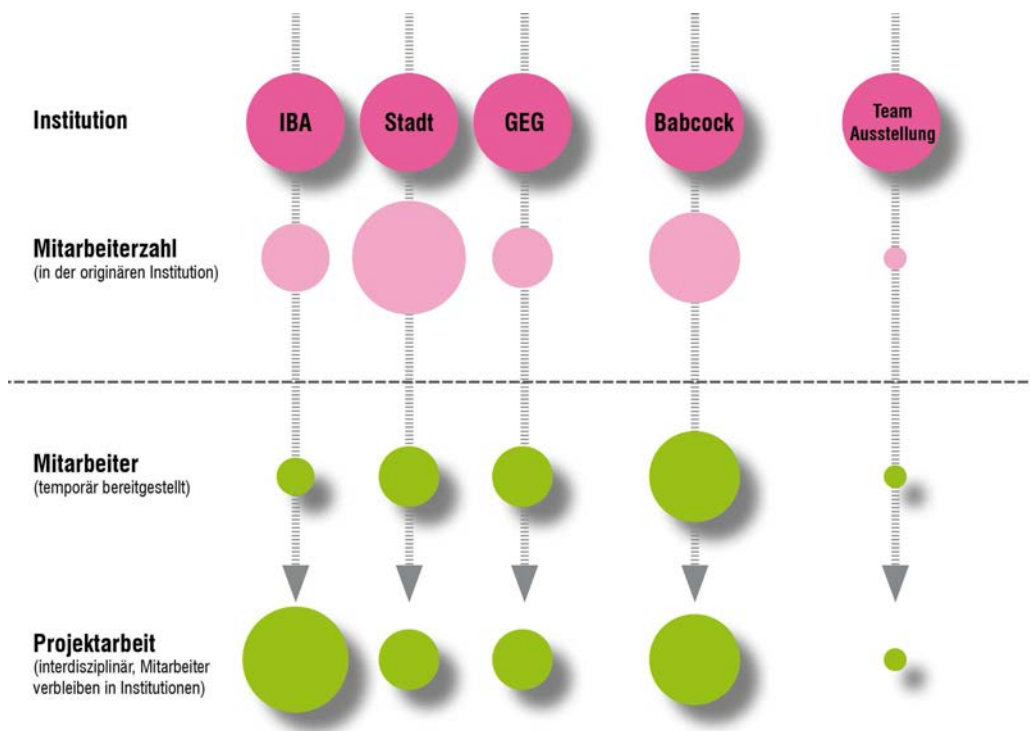 Institution
IBA
Stadt
GEG
Babcock
Team
Ausstellung
Mitarbeiterzahl
(in der originären Institution)
Mitarbeiter
(temporär bereitgestellt)
Projektarbeit
(interdisziplinär, Mitarbeiter
verbleiben in Institutionen)